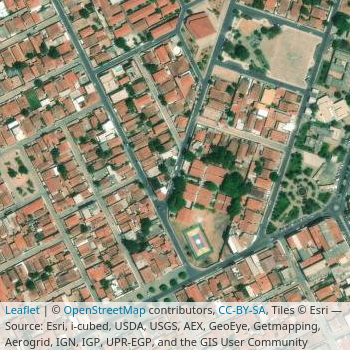 Leaflet | © OpenStreetMap contributors, CC-BY-SA, Tiles © Esri —
Source: Esri, i-cubed, USDA, USGS, AEX, GeoEye, Getmapping,
Aerogrid, IGN, IGP, UPR-EGP, and the GIS User Community